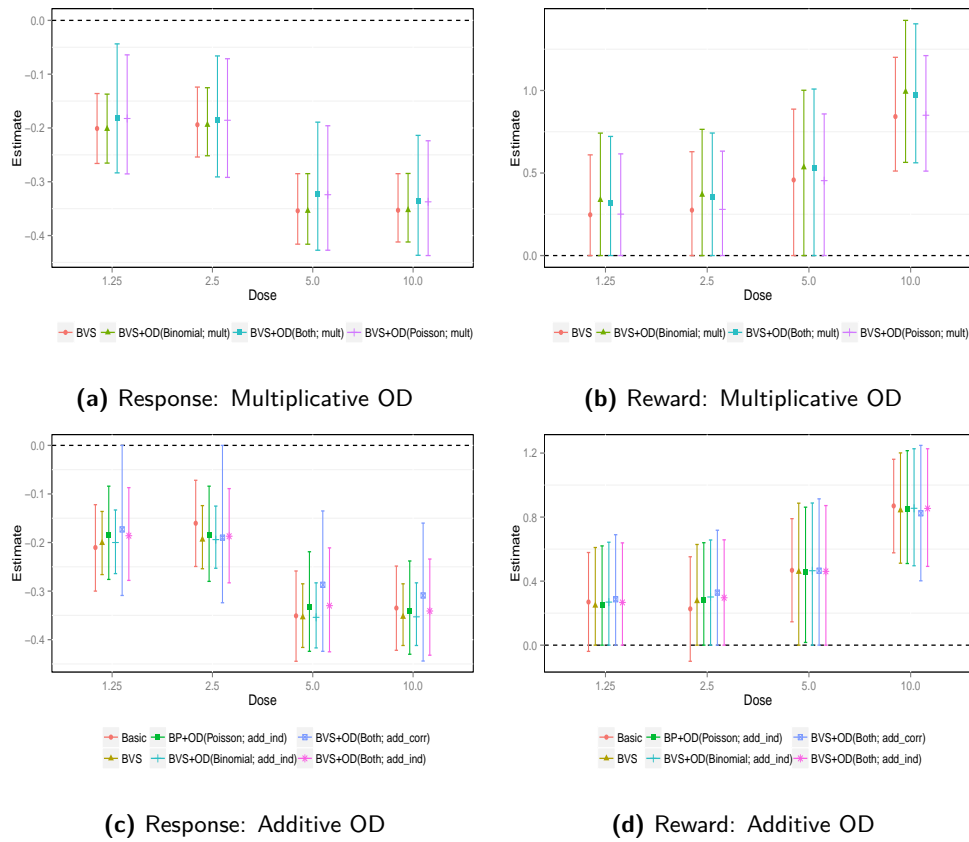 0.0
−0.1
−0.2
−0.3
−0.4
Estimate
1.25 2.5 5.0 10.0
Dose
BVS BVS+OD(Binomial; mult) BVS+OD(Both; mult) BVS+OD(Poisson; mult)
(a) Response: Multiplicative OD
1.0
0.5
0.0
Estimate
1.25 2.5 5.0 10.0
Dose
BVS BVS+OD(Binomial; mult) BVS+OD(Both; mult) BVS+OD(Poisson; mult)
(b) Reward: Multiplicative OD
0.0
−0.1
−0.2
−0.3
−0.4
Estimate
1.25 2.5 5.0 10.0
Dose
Basic BP+OD(Poisson; add_ind) BVS+OD(Both; add_corr)
BVS BVS+OD(Binomial; add_ind) BVS+OD(Both; add_ind)
(c) Response: Additive OD
1.2
0.8
0.4
0.0
Estimate
1.25 2.5 5.0 10.0
Dose
Basic BP+OD(Poisson; add_ind) BVS+OD(Both; add_corr)
BVS BVS+OD(Binomial; add_ind) BVS+OD(Both; add_ind)
(d) Reward: Additive OD